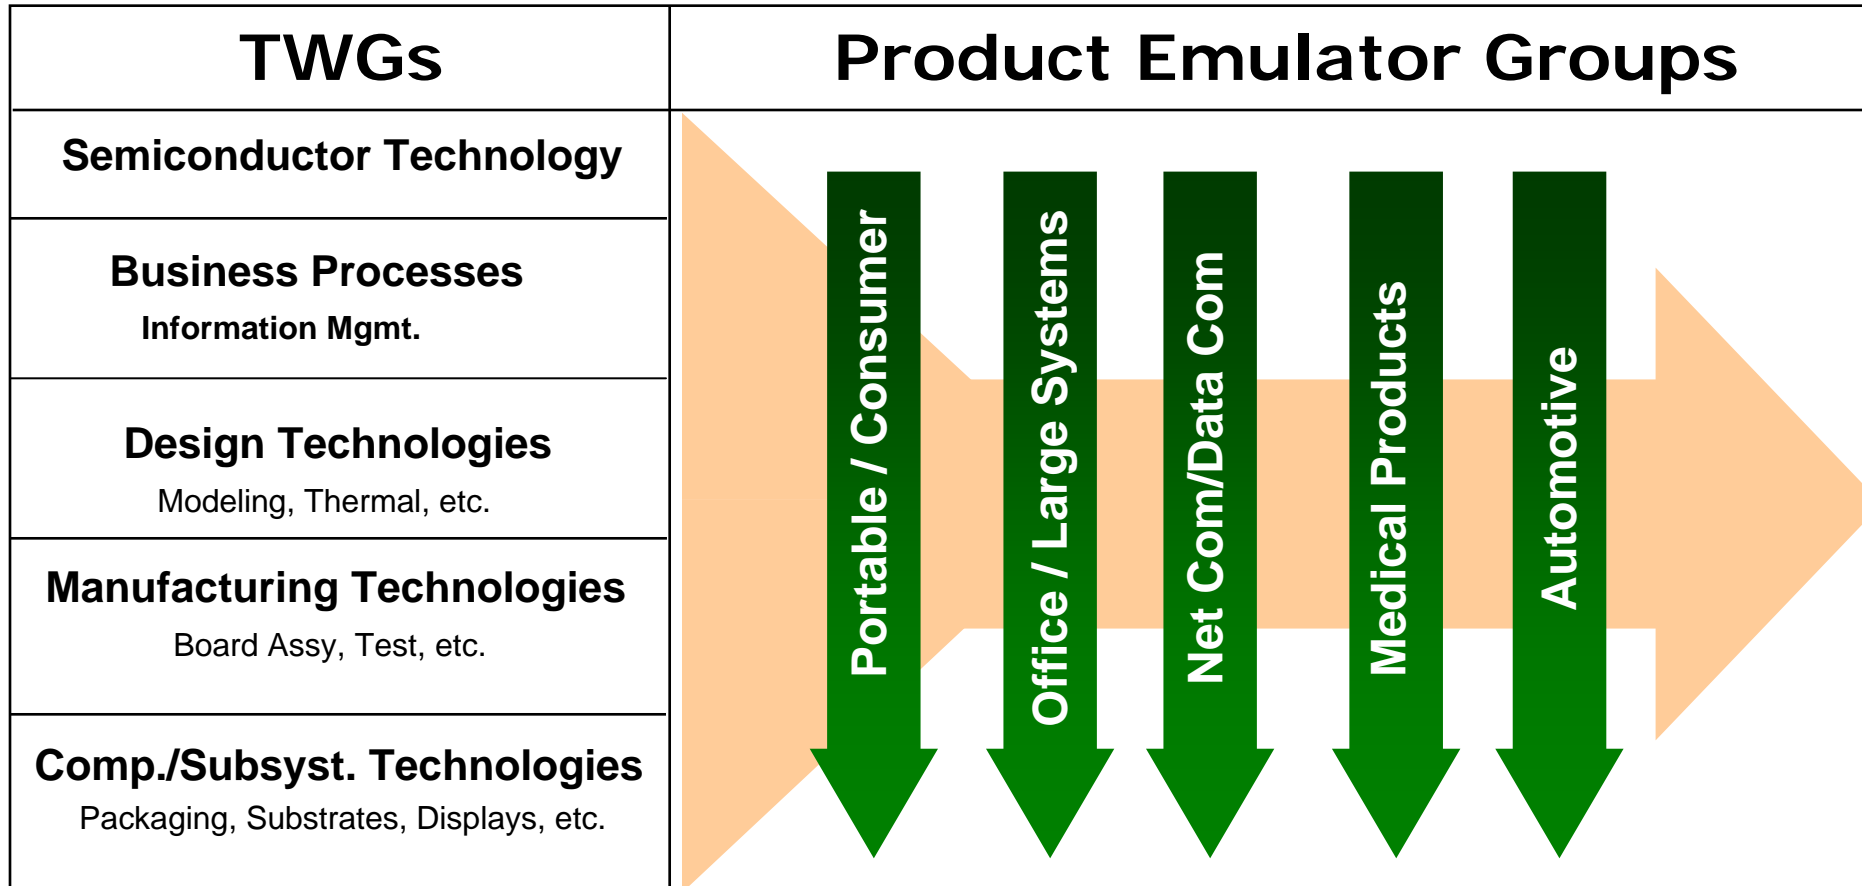 TWGs
Product Emulator Groups
Semiconductor Technology
Business Processes
Information Mgmt.
Design Technologies
Modeling, Thermal, etc.
Manufacturing Technologies
Board Assy, Test, etc.
Comp./Subsyst. Technologies
Packaging, Substrates, Displays, etc.
Portable / Consumer
Office / Large Systems
Net Com/Data Com
Medical Products
Automotive